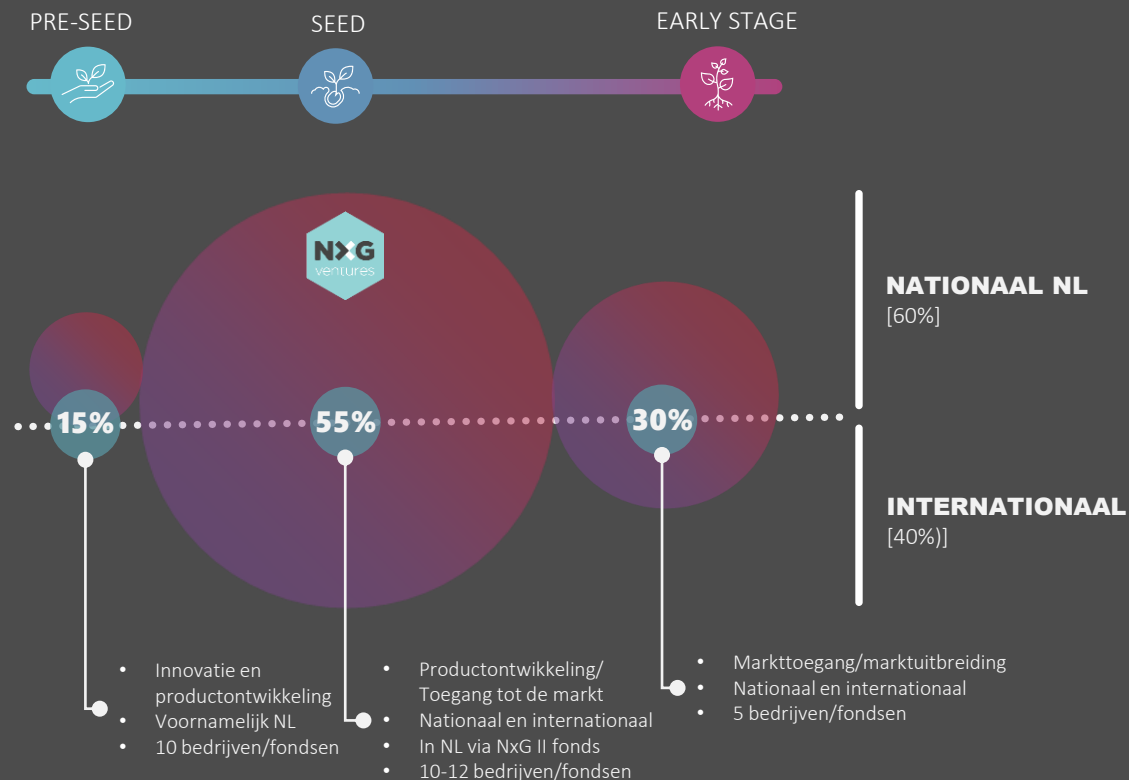 PRE-SEED
SEED
EARLY STAGE
NXG
ventures
NATIONAAL NL
[60%]
15%
55%
30%
INTERNATIONAAL
[40%)]
• Innovatie en
productontwikkeling
• Voornamelijk NL
• 10 bedrijven/fondsen
• Productontwikkeling/
Toegang tot de markt
• Nationaal en internationaal
• In NL via NxG II fonds
• 10-12 bedrijven/fondsen
• Markttoegang/marktuitbreiding
• Nationaal en internationaal
• 5 bedrijven/fondsen